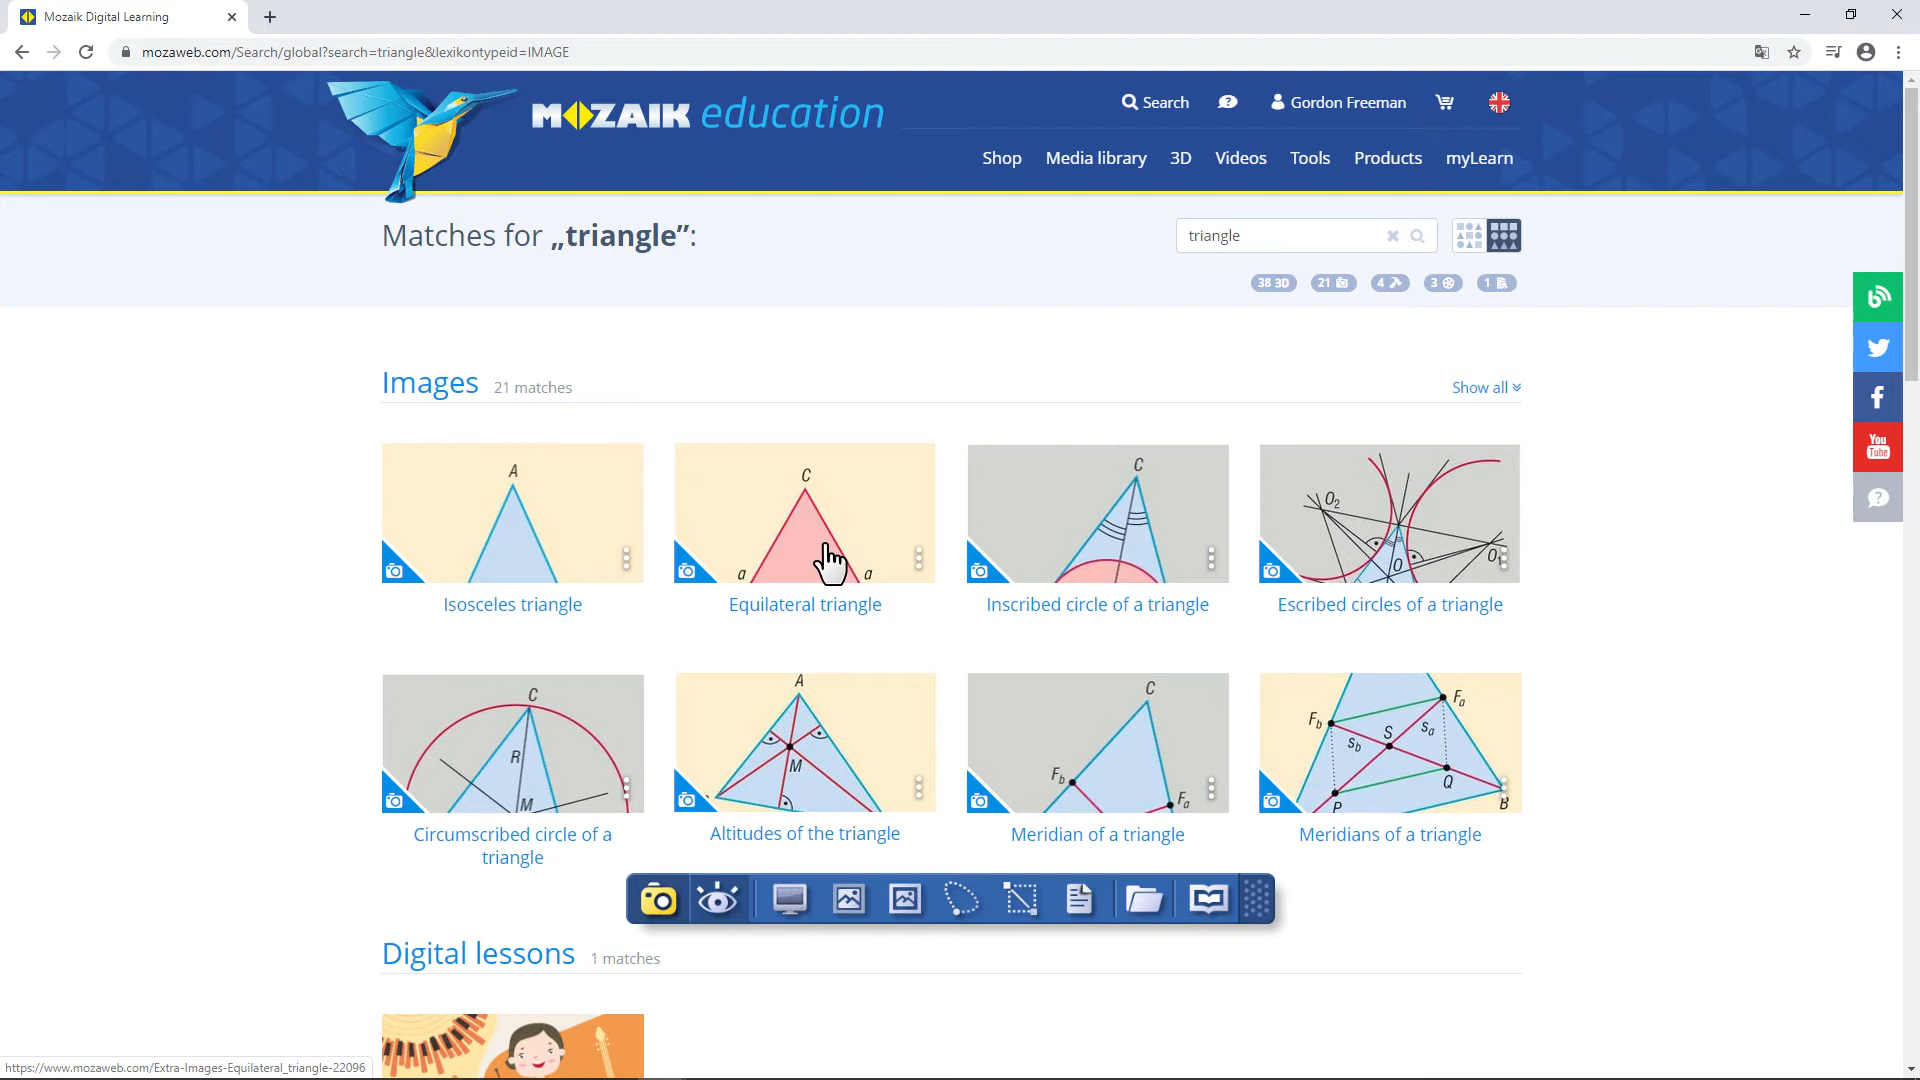 Mozaik Digital Learning
mozaweb.com/Search/global?search=triangle&lexikontypeid=IMAGE
MOZAIK education
Search
Gordon Freeman
Shop
Media library
3D
Videos
Tools
Products
myLearn
Matches for „triangle”:
triangle
38 3D
21
4
3
1
You
Tube
Images
21 matches
Show all
A
C
a
a
C
O2
O1
O
Isosceles triangle
Equilateral triangle
Inscribed circle of a triangle
Escribed circles of a triangle
C
R
M
A
M
C
Fb
Fa
Fa
Fb
S
sa
sb
Q
P
B
Circumscribed circle of a
triangle
Altitudes of the triangle
Meridian of a triangle
Meridians of a triangle
Digital lessons
1 matches
https://www.mozaweb.com/Extra-Images-Equilateral_triangle-22096